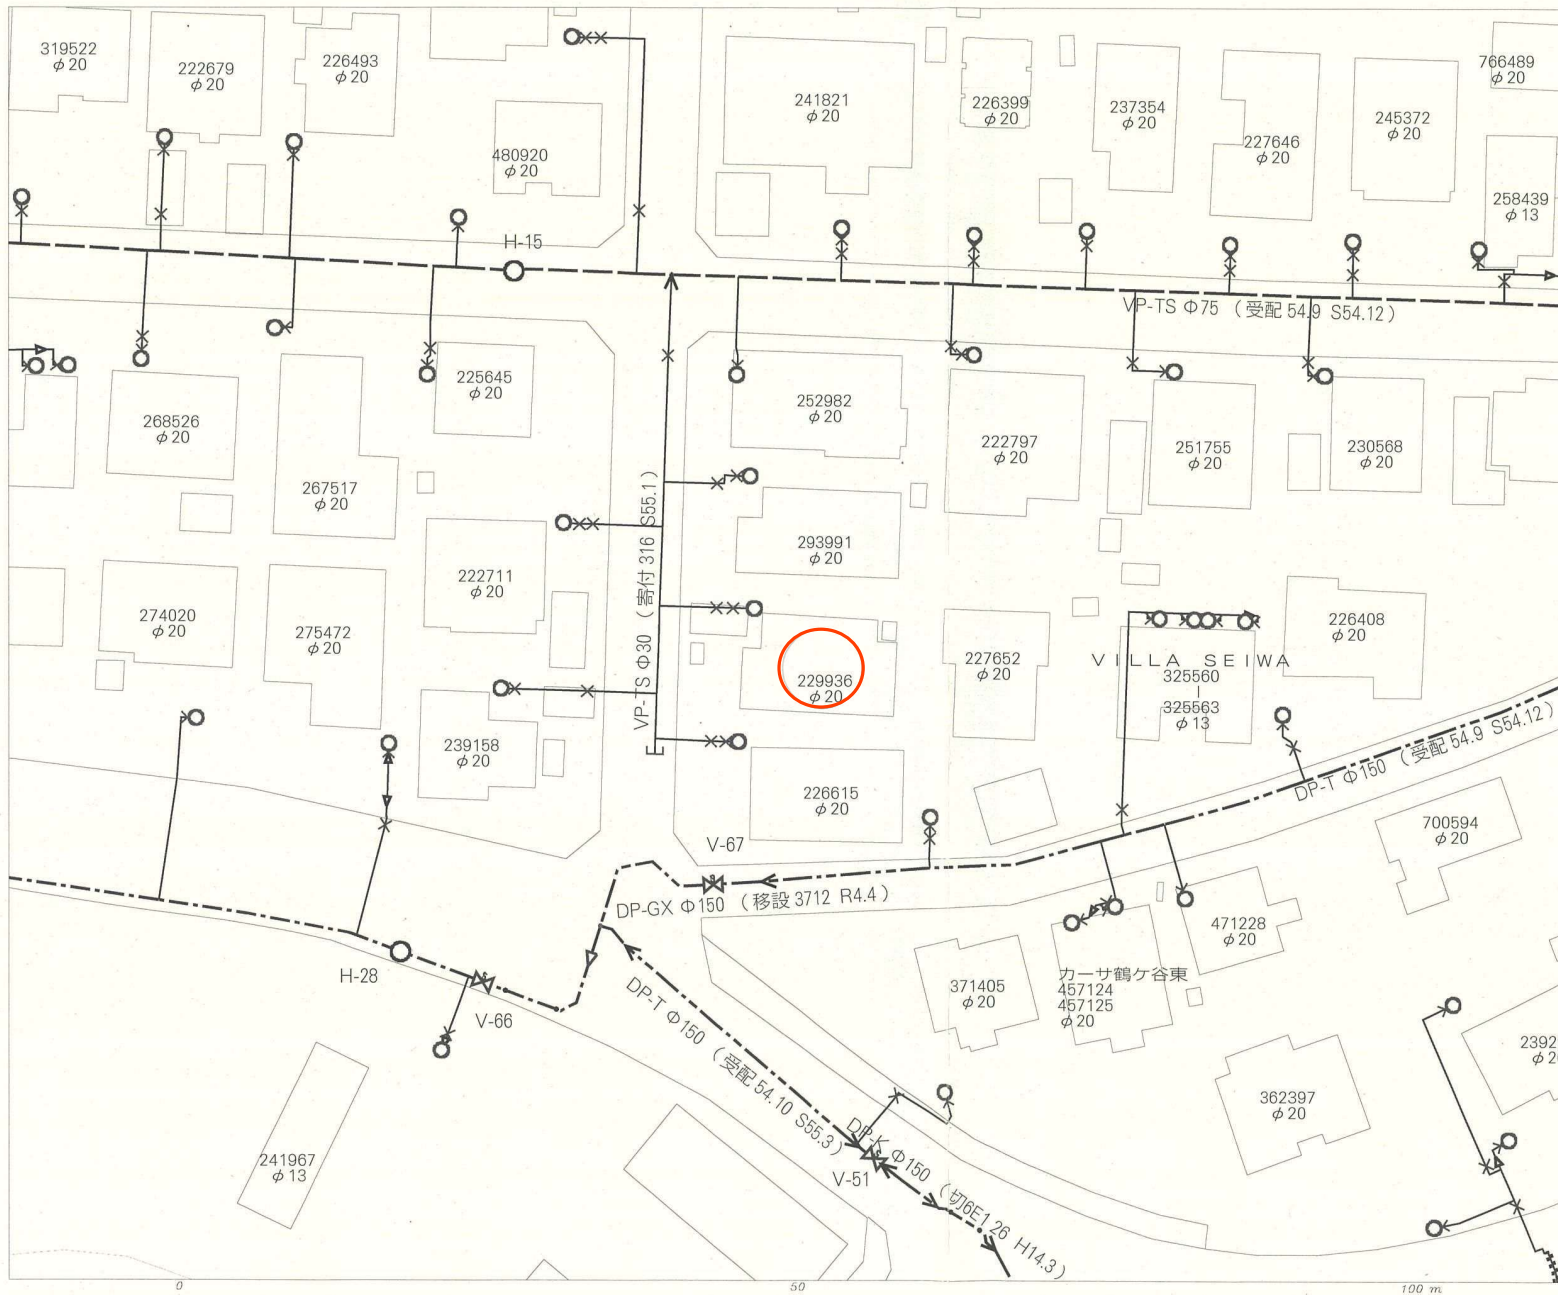 319522
φ20
222679
φ20
226493
φ20
480920
φ20
241821
φ20
226399
φ20
237354
φ20
227646
φ20
245372
φ20
766489
φ20
258439
φ13
H-15
VP-TS Φ75 （受配 54.9 S54.12）
268526
φ20
267517
φ20
225645
φ20
252982
φ20
222797
φ20
251755
φ20
230568
φ20
VP-TS Φ30 （寄付 316 S55.1）
293991
φ20
222711
φ20
274020
φ20
275472
φ20
229936
φ20
227652
φ20
VILLA SEIWA
325560
|
325563
φ13
226408
φ20
239158
φ20
226615
φ20
DP-T Φ150 （受配 54.9 S54.12）
700594
φ20
V-67
DP-GX Φ150 （移設 3712 R4.4）
471228
φ20
H-28
V-66
371405
φ20
カーサ鶴ケ谷東
457124
457125
φ20
DP-T Φ150 （受配 54.10 S55.3）
DP-K Φ150 （切6E1 26 H14.3）
V-51
2392
φ20
362397
φ20
241967
φ13
0
50
100 m